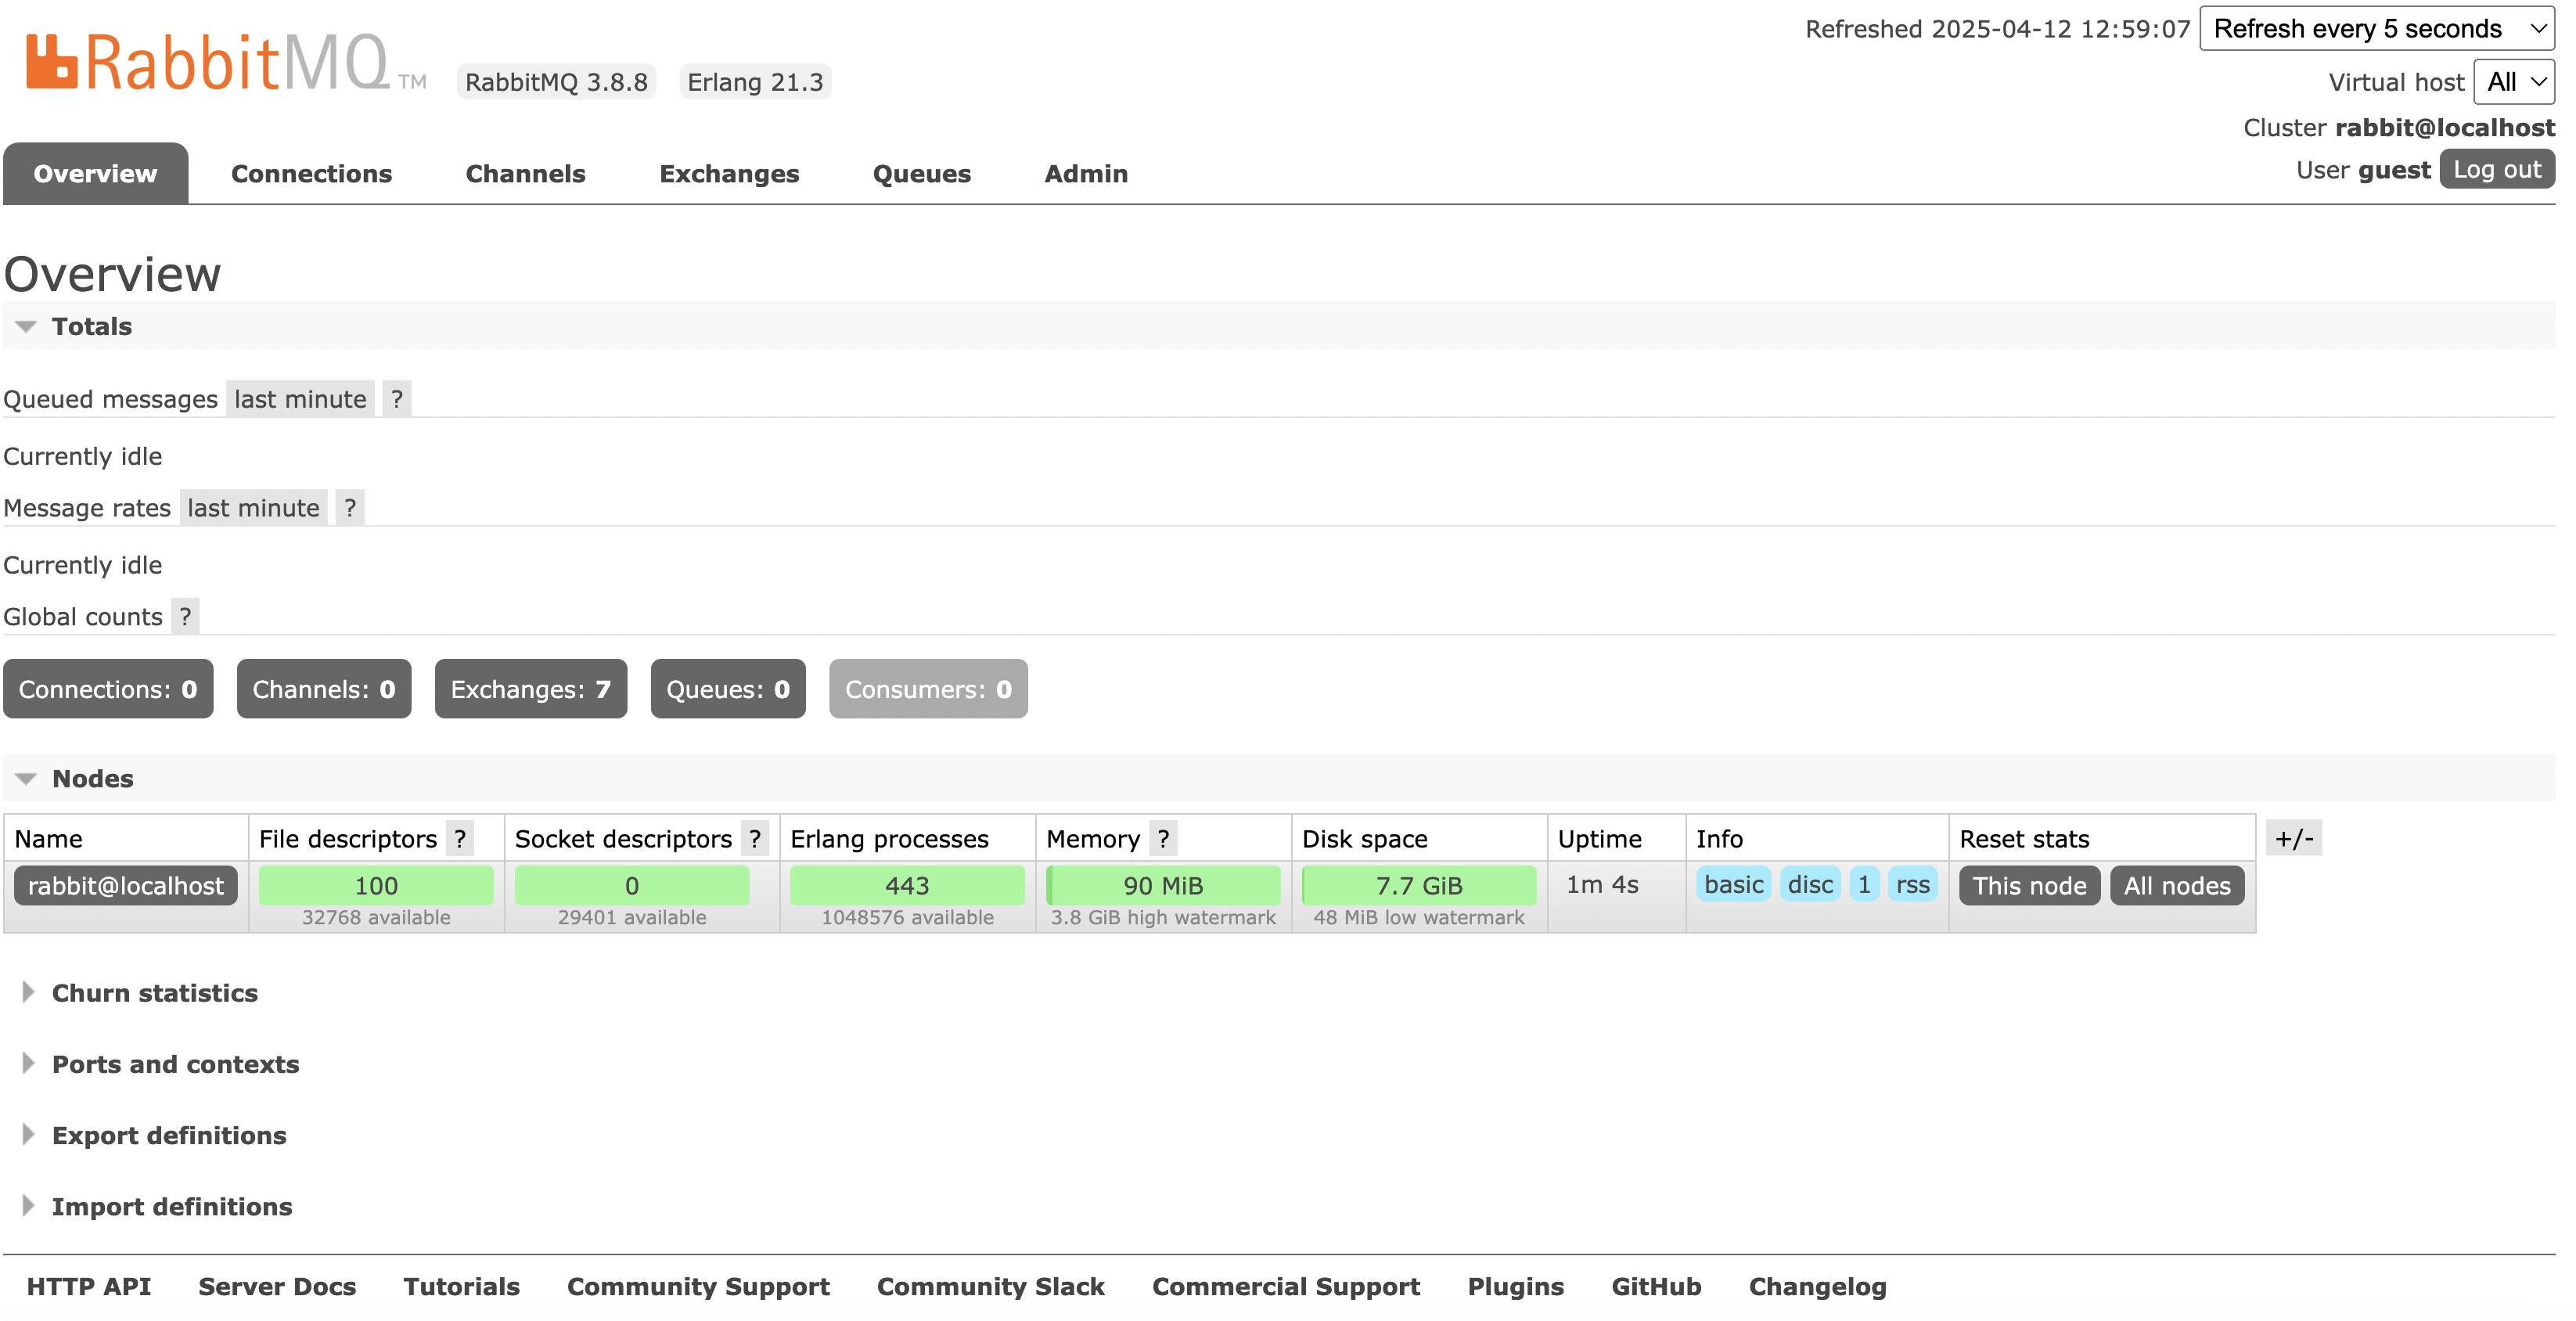 Refreshed 2025-04-12 12:59:07 Refresh every 5 seconds
RabbitMQ TM RabbitMQ 3.8.8 Erlang 21.3
Virtual host All
Cluster rabbit@localhost
User guest Log out
Overview Connections Channels Exchanges Queues Admin
Overview
Totals
Queued messages last minute ?
Currently idle
Message rates last minute ?
Currently idle
Global counts ?
Connections: 0 Channels: 0 Exchanges: 7 Queues: 0 Consumers: 0
Nodes
Name File descriptors ? Socket descriptors ? Erlang processes Memory ? Disk space Uptime Info Reset stats +/-
rabbit@localhost 100 0 443 90 MiB 7.7 GiB 1m 4s basic disc 1 rss This node All nodes
32768 available 29401 available 1048576 available 3.8 GiB high watermark 48 MiB low watermark
Churn statistics
Ports and contexts
Export definitions
Import definitions
HTTP API Server Docs Tutorials Community Support Community Slack Commercial Support Plugins GitHub Changelog